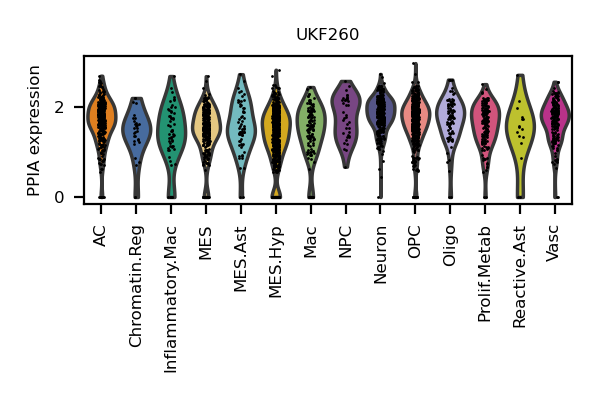 UKF260
PPIA expression
2
0
AC
Chromatin.Reg
Inflammatory.Mac
MES
MES.Ast
MES.Hyp
Mac
NPC
Neuron
OPC
Oligo
Prolif.Metab
Reactive.Ast
Vasc